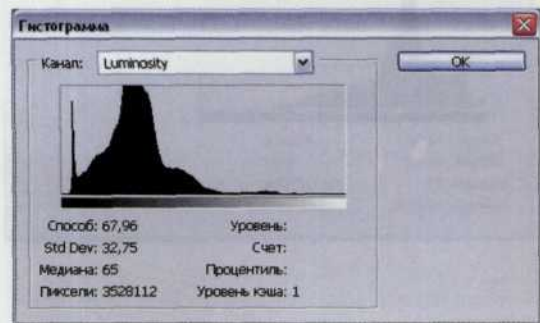 Гистограмма
Канал: Luminosity OK
Способ: 67,96 Уровень:
Std Dev: 32,75 Счет:
Медиана: 65 Процентиль:
Пиксели: 3528112 Уровень кэша: 1